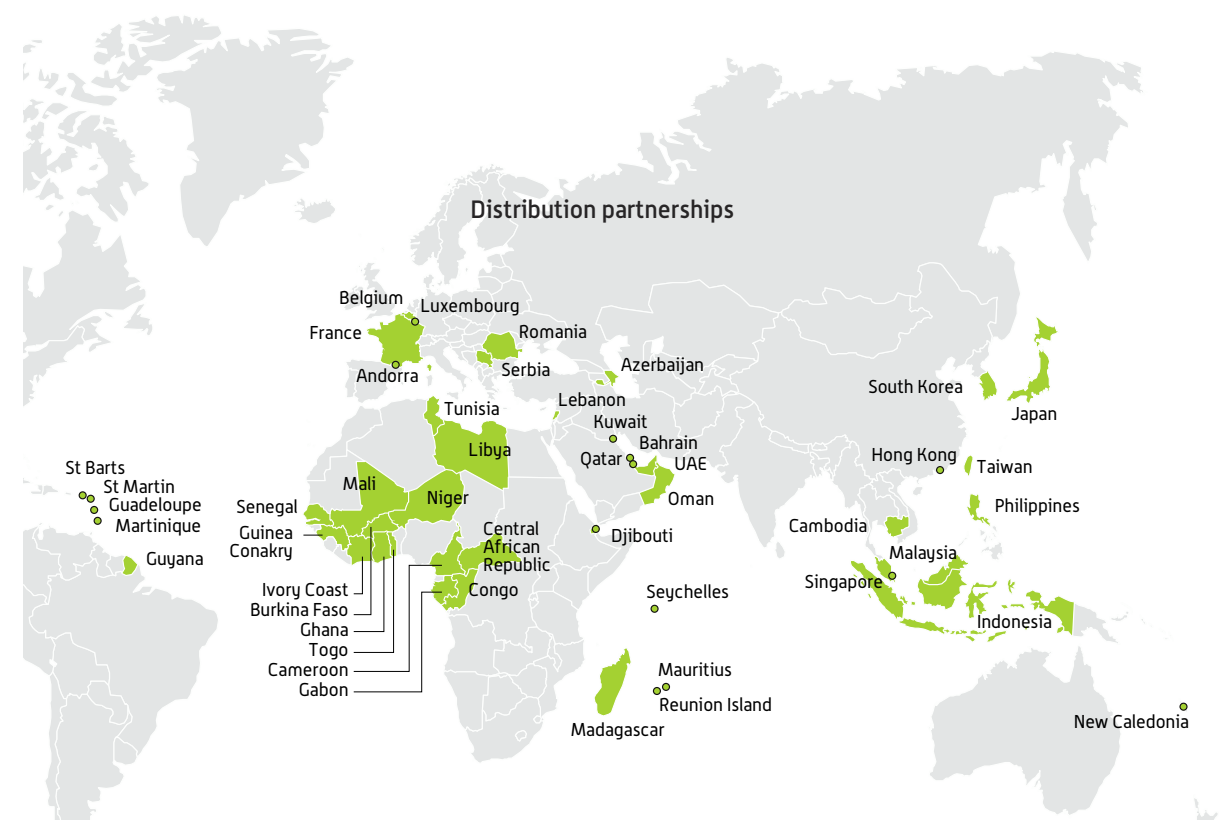 Distribution partnerships
Belgium
Luxembourg
France
Romania
Andorra
Serbia
Azerbaijan
South Korea
Japan
Tunisia
Lebanon
Kuwait
Libya
Bahrain
Qatar
UAE
Oman
Hong Kong
Taiwan
St Barts
St Martin
Guadeloupe
Martinique
Guyana
Mali
Niger
Senegal
Guinea
Conakry
Central
African
Republic
Djibouti
Philippines
Cambodia
Malaysia
Singapore
Indonesia
Ivory Coast
Burkina Faso
Ghana
Togo
Cameroon
Gabon
Congo
Seychelles
Mauritius
Reunion Island
Madagascar
New Caledonia